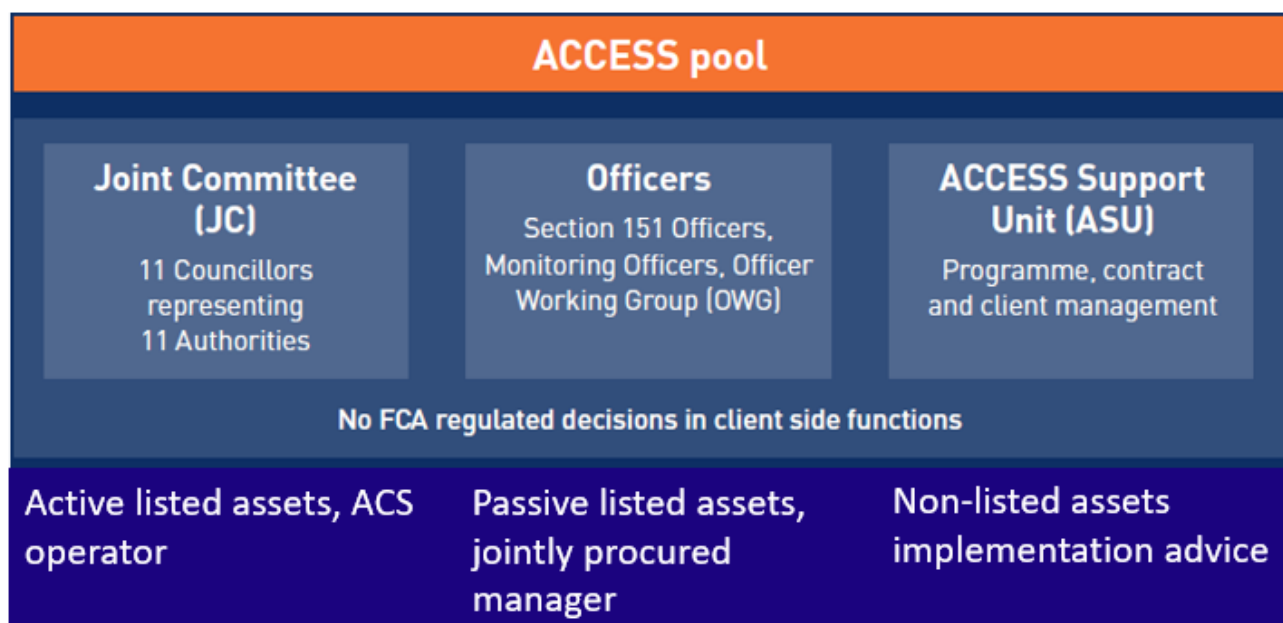 ACCESS pool
Joint Committee
(JC)
11 Councillors
representing
11 Authorities
Officers
Section 151 Officers,
Monitoring Officers, Officer
Working Group (OWG)
ACCESS Support
Unit (ASU)
Programme, contract
and client management
No FCA regulated decisions in client side functions
Active listed assets, ACS
operator
Passive listed assets,
jointly procured
manager
Non-listed assets
implementation advice